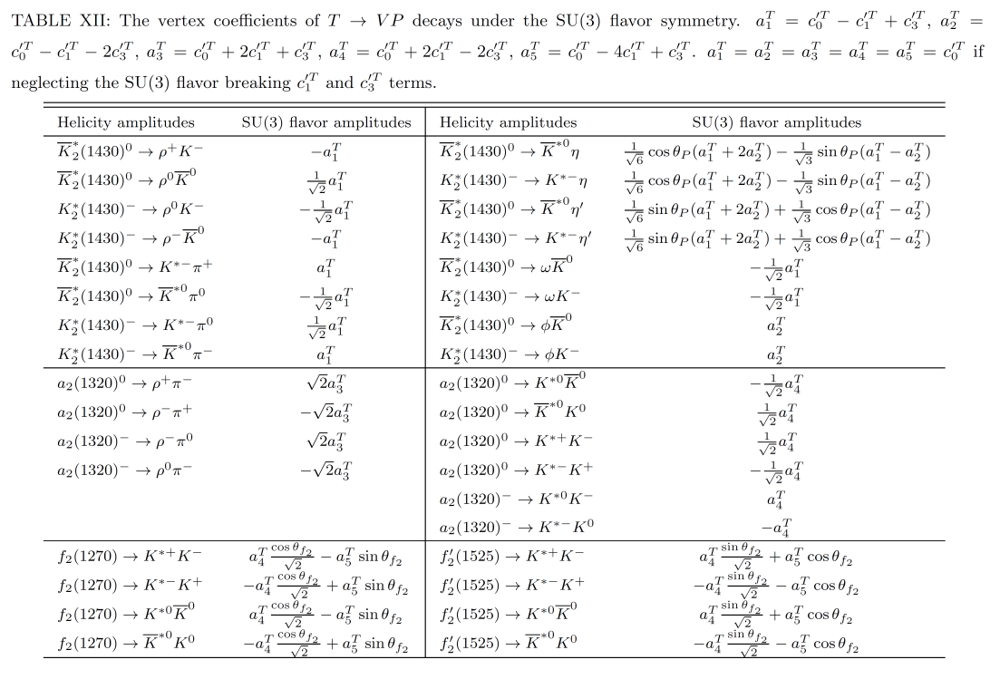 TABLE XII: The vertex coefficients of $T \to VP$ decays under the SU(3) flavor symmetry. $a_1^T = c_0'^T - c_1'^T + c_3'^T$, $a_2^T =$
$c_0'^T - c_1'^T - 2c_3'^T$, $a_3^T = c_0'^T + 2c_1'^T + c_3'^T$, $a_4^T = c_0'^T + 2c_1'^T - 2c_3'^T$, $a_5^T = c_0'^T - 4c_1'^T + c_3'^T$. $a_1^T = a_2^T = a_3^T = a_4^T = a_5^T = c_0'^T$ if
neglecting the SU(3) flavor breaking $c_1'^T$ and $c_3'^T$ terms.
Helicity amplitudes SU(3) flavor amplitudes Helicity amplitudes SU(3) flavor amplitudes
$\overline{K}_2^*(1430)^0 \to \rho^+ K^-$ $-a_1^T$ $\overline{K}_2^*(1430)^0 \to \overline{K}^{*0}\eta$ $\frac{1}{\sqrt{6}}\cos\theta_P(a_1^T + 2a_2^T) - \frac{1}{\sqrt{3}}\sin\theta_P(a_1^T - a_2^T)$
$\overline{K}_2^*(1430)^0 \to \rho^0 \overline{K}^0$ $\frac{1}{\sqrt{2}}a_1^T$ $K_2^*(1430)^- \to K^{*-}\eta$ $\frac{1}{\sqrt{6}}\cos\theta_P(a_1^T + 2a_2^T) - \frac{1}{\sqrt{3}}\sin\theta_P(a_1^T - a_2^T)$
$K_2^*(1430)^- \to \rho^0 K^-$ $-\frac{1}{\sqrt{2}}a_1^T$ $\overline{K}_2^*(1430)^0 \to \overline{K}^{*0}\eta'$ $\frac{1}{\sqrt{6}}\sin\theta_P(a_1^T + 2a_2^T) + \frac{1}{\sqrt{3}}\cos\theta_P(a_1^T - a_2^T)$
$K_2^*(1430)^- \to \rho^- \overline{K}^0$ $-a_1^T$ $K_2^*(1430)^- \to K^{*-}\eta'$ $\frac{1}{\sqrt{6}}\sin\theta_P(a_1^T + 2a_2^T) + \frac{1}{\sqrt{3}}\cos\theta_P(a_1^T - a_2^T)$
$\overline{K}_2^*(1430)^0 \to K^{*-}\pi^+$ $a_1^T$ $\overline{K}_2^*(1430)^0 \to \omega \overline{K}^0$ $-\frac{1}{\sqrt{2}}a_1^T$
$\overline{K}_2^*(1430)^0 \to \overline{K}^{*0}\pi^0$ $-\frac{1}{\sqrt{2}}a_1^T$ $K_2^*(1430)^- \to \omega K^-$ $-\frac{1}{\sqrt{2}}a_1^T$
$K_2^*(1430)^- \to K^{*-}\pi^0$ $\frac{1}{\sqrt{2}}a_1^T$ $\overline{K}_2^*(1430)^0 \to \phi \overline{K}^0$ $a_2^T$
$K_2^*(1430)^- \to \overline{K}^{*0}\pi^-$ $a_1^T$ $K_2^*(1430)^- \to \phi K^-$ $a_2^T$
$a_2(1320)^0 \to \rho^+\pi^-$ $\sqrt{2}a_3^T$ $a_2(1320)^0 \to K^{*0}\overline{K}^0$ $-\frac{1}{\sqrt{2}}a_4^T$
$a_2(1320)^0 \to \rho^-\pi^+$ $-\sqrt{2}a_3^T$ $a_2(1320)^0 \to \overline{K}^{*0}K^0$ $\frac{1}{\sqrt{2}}a_4^T$
$a_2(1320)^- \to \rho^-\pi^0$ $\sqrt{2}a_3^T$ $a_2(1320)^0 \to K^{*+}K^-$ $\frac{1}{\sqrt{2}}a_4^T$
$a_2(1320)^- \to \rho^0\pi^-$ $-\sqrt{2}a_3^T$ $a_2(1320)^0 \to K^{*-}K^+$ $-\frac{1}{\sqrt{2}}a_4^T$
$a_2(1320)^- \to K^{*0}K^-$ $a_4^T$
$a_2(1320)^- \to K^{*-}K^0$ $-a_4^T$
$f_2(1270) \to K^{*+}K^-$ $a_4^T\frac{\cos\theta_{f_2}}{\sqrt{2}} - a_5^T\sin\theta_{f_2}$ $f_2'(1525) \to K^{*+}K^-$ $a_4^T\frac{\sin\theta_{f_2}}{\sqrt{2}} + a_5^T\cos\theta_{f_2}$
$f_2(1270) \to K^{*-}K^+$ $-a_4^T\frac{\cos\theta_{f_2}}{\sqrt{2}} + a_5^T\sin\theta_{f_2}$ $f_2'(1525) \to K^{*-}K^+$ $-a_4^T\frac{\sin\theta_{f_2}}{\sqrt{2}} - a_5^T\cos\theta_{f_2}$
$f_2(1270) \to K^{*0}\overline{K}^0$ $a_4^T\frac{\cos\theta_{f_2}}{\sqrt{2}} - a_5^T\sin\theta_{f_2}$ $f_2'(1525) \to K^{*0}\overline{K}^0$ $a_4^T\frac{\sin\theta_{f_2}}{\sqrt{2}} + a_5^T\cos\theta_{f_2}$
$f_2(1270) \to \overline{K}^{*0}K^0$ $-a_4^T\frac{\cos\theta_{f_2}}{\sqrt{2}} + a_5^T\sin\theta_{f_2}$ $f_2'(1525) \to \overline{K}^{*0}K^0$ $-a_4^T\frac{\sin\theta_{f_2}}{\sqrt{2}} - a_5^T\cos\theta_{f_2}$